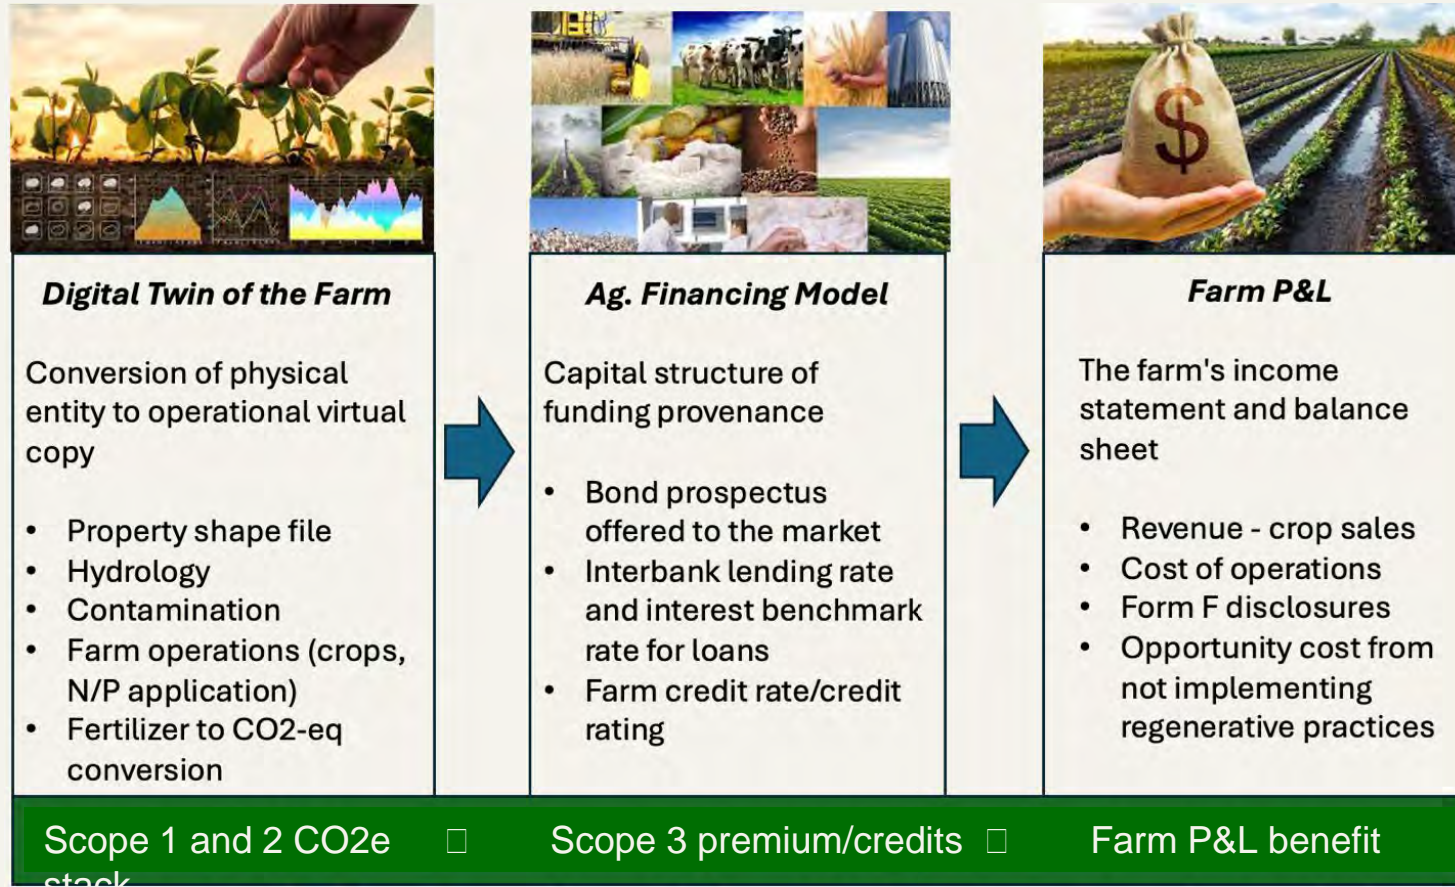 Digital Twin of the Farm
Conversion of physical
entity to operational virtual
copy
• Property shape file
• Hydrology
• Contamination
• Farm operations (crops,
N/P application)
• Fertilizer to CO2-eq
conversion
Ag. Financing Model
Capital structure of
funding provenance
• Bond prospectus
offered to the market
• Interbank lending rate
and interest benchmark
rate for loans
• Farm credit rate/credit
rating
$
Farm P&L
The farm's income
statement and balance
sheet
• Revenue - crop sales
• Cost of operations
• Form F disclosures
• Opportunity cost from
not implementing
regenerative practices
Scope 1 and 2 CO2e □ Scope 3 premium/credits □ Farm P&L benefit
stack